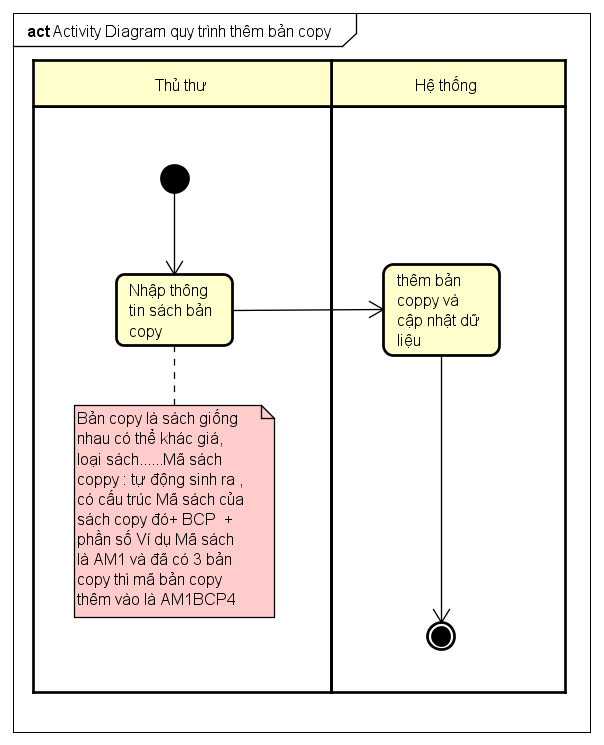 act Activity Diagram quy trình thêm bản copy
Thủ thư
Hệ thống
Nhập thông
tin sách bản
copy
thêm bản
coppy và
cập nhật dữ
liệu
Bản copy là sách giống
nhau có thể khác giá,
loại sách......Mã sách
coppy : tự động sinh ra ,
có cấu trúc Mã sách của
sách copy đó+ BCP  +
phần số Ví dụ Mã sách
là AM1 và đã có 3 bản
copy thì mã bản copy
thêm vào là AM1BCP4